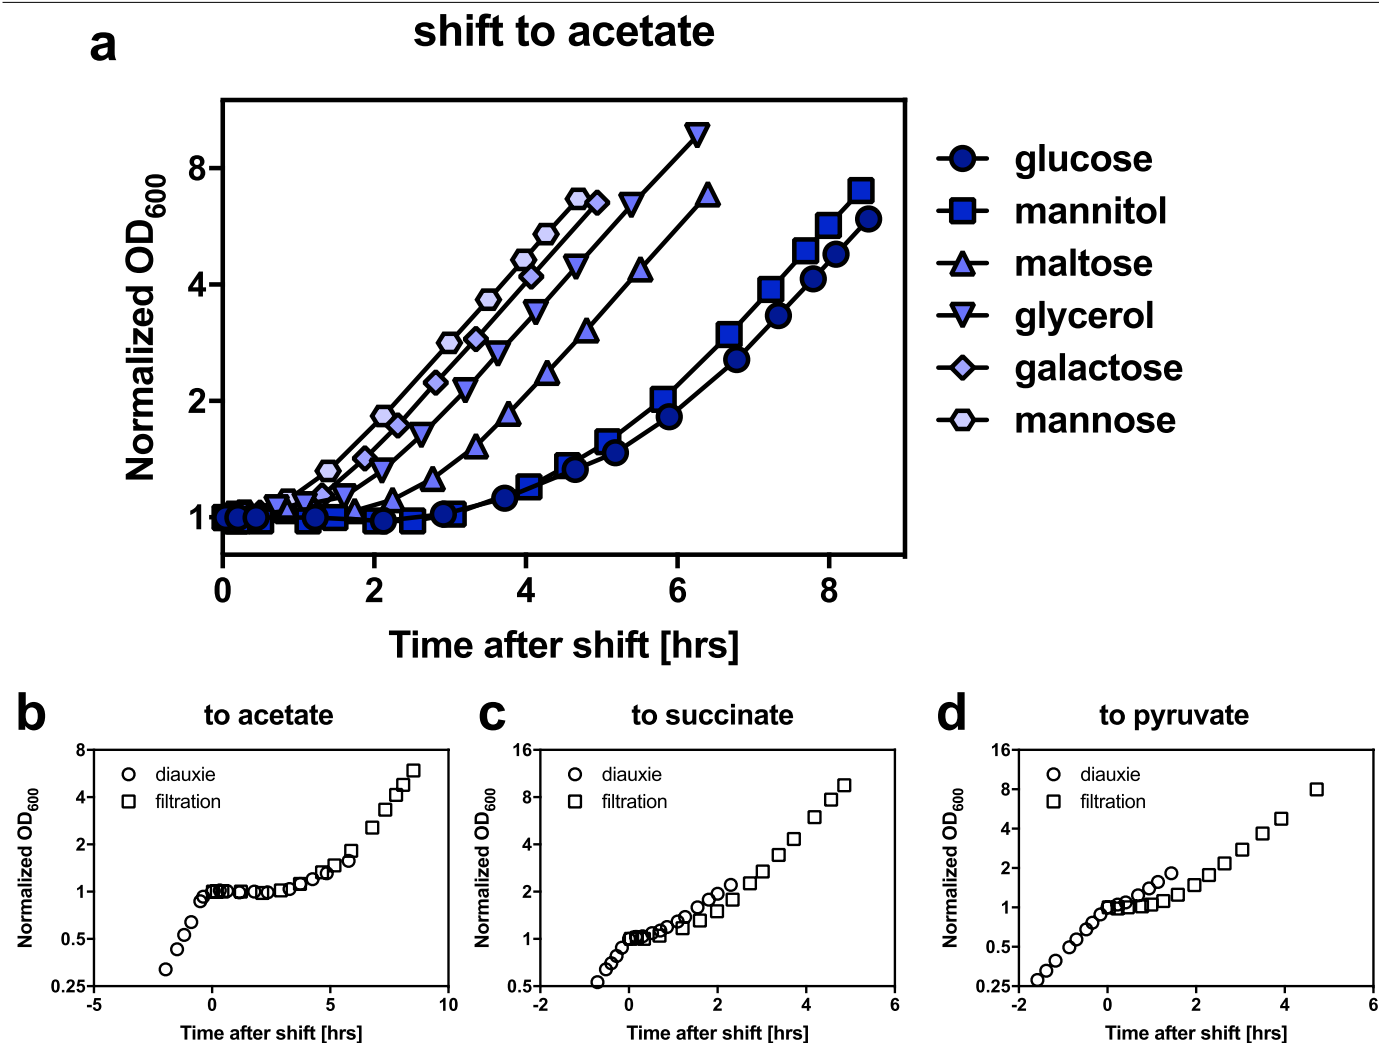 a
shift to acetate
Normalized OD600
8
4
2
1
0 2 4 6 8
Time after shift [hrs]
glucose
mannitol
maltose
glycerol
galactose
mannose
b
to acetate
Normalized OD600
8
4
2
1
0.5
0.25
-5 0 5 10
diauxie
filtration
Time after shift [hrs]
c
to succinate
Normalized OD600
16
8
4
2
1
0.5
-2 0 2 4 6
diauxie
filtration
Time after shift [hrs]
d
to pyruvate
Normalized OD600
16
8
4
2
1
0.5
0.25
-2 0 2 4 6
diauxie
filtration
Time after shift [hrs]